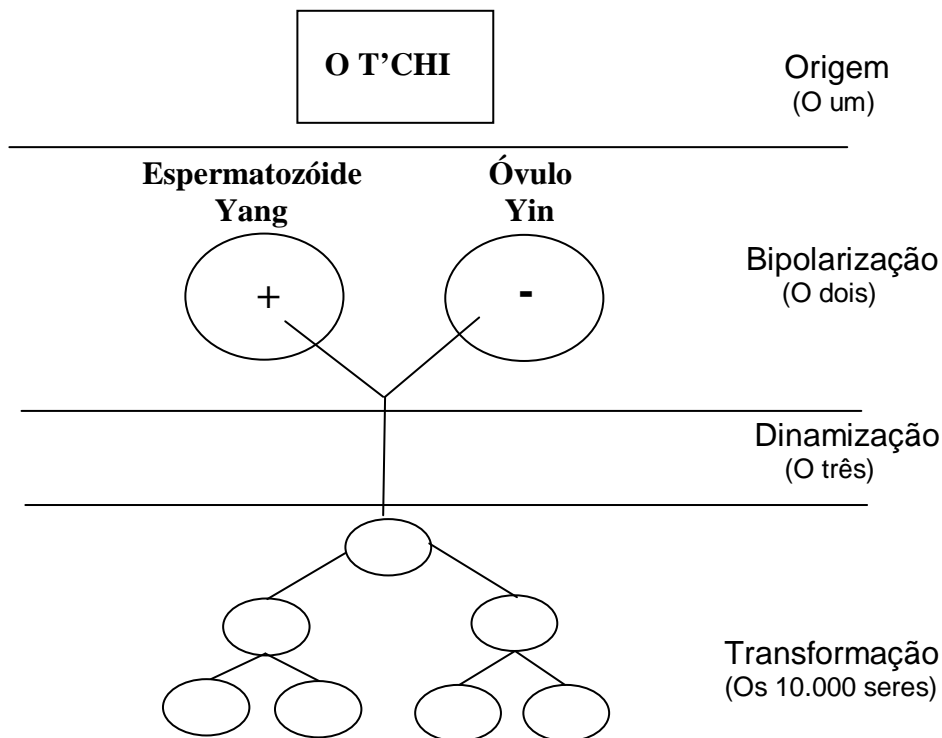 O T’CHI
Origem
(O um)
Espermatozóide
Yang
Óvulo
Yin
+
-
Bipolarização
(O dois)
Dinamização
(O três)
Transformação
(Os 10.000 seres)